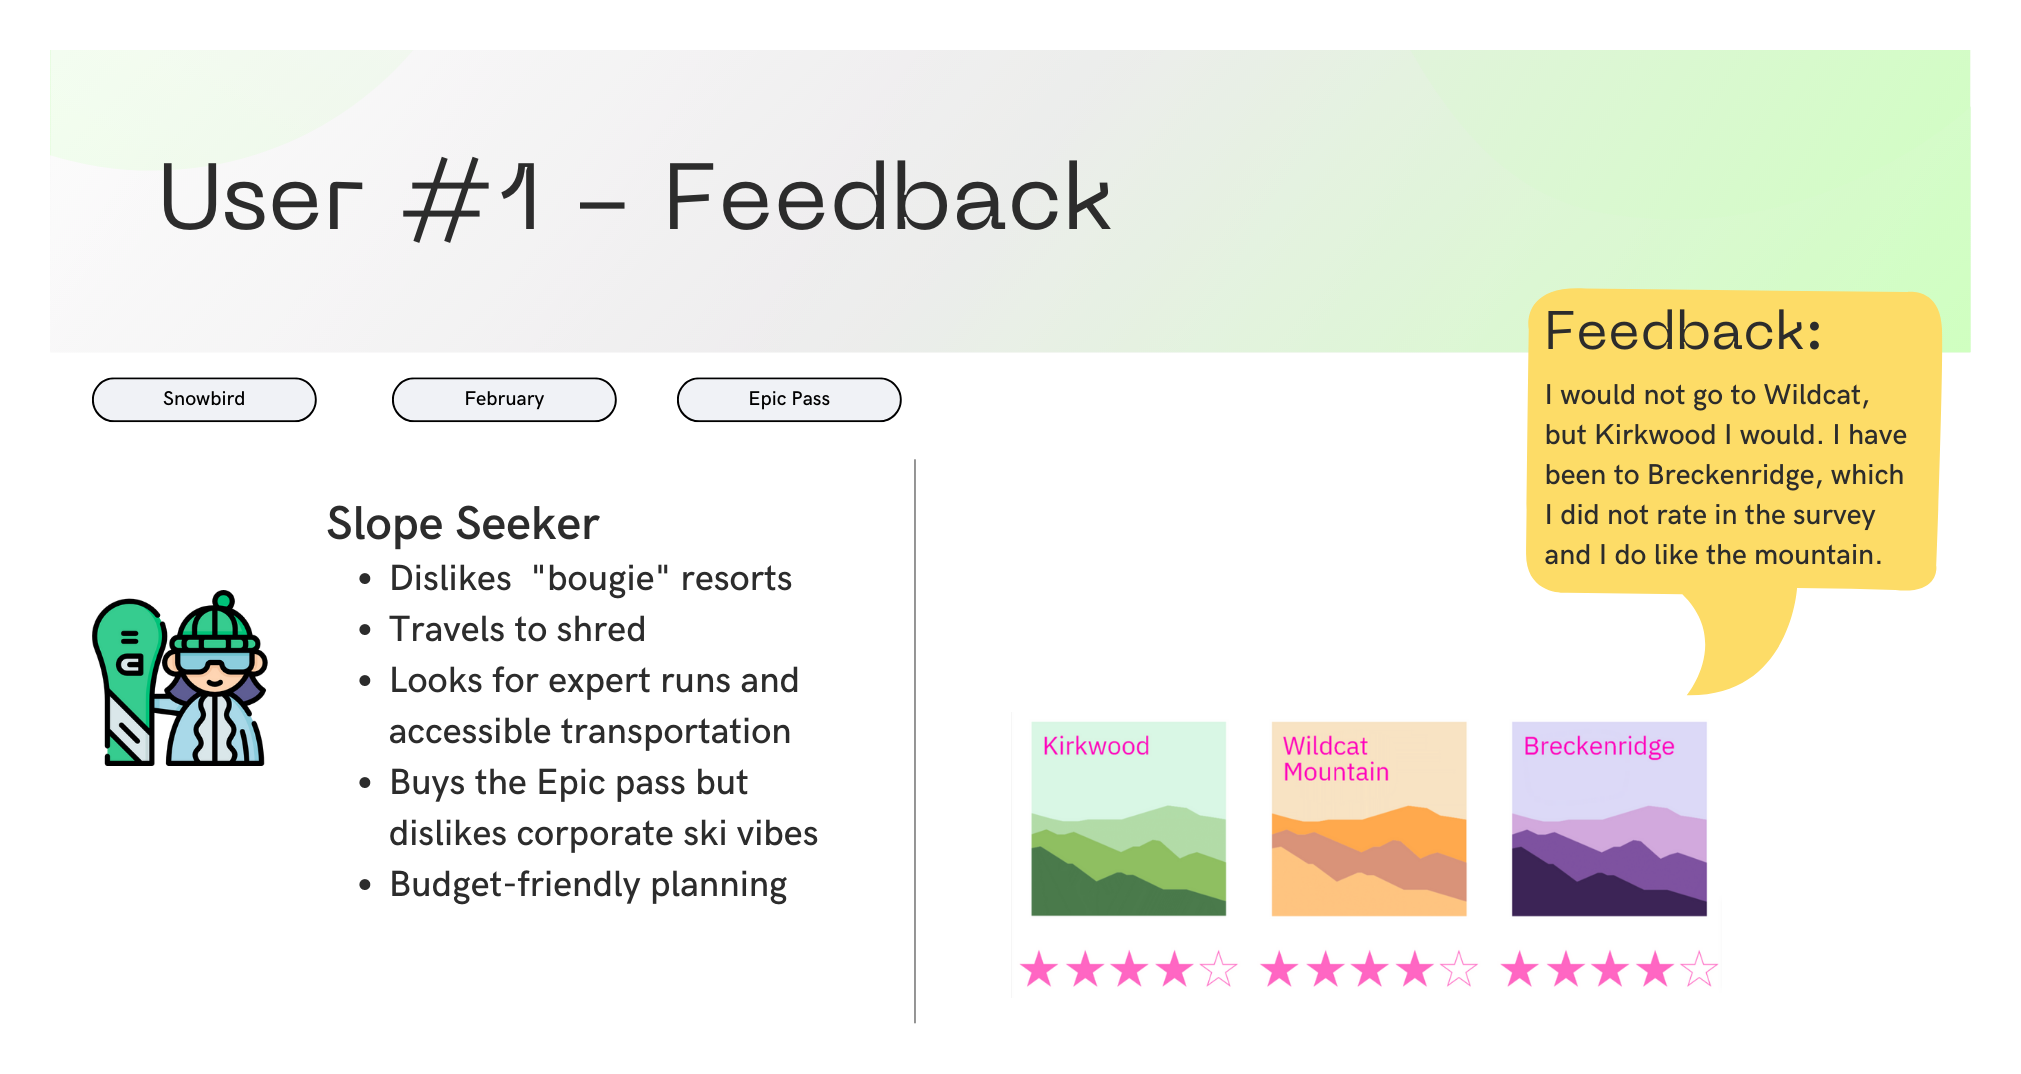 User #1 – Feedback
Snowbird
February
Epic Pass
Slope Seeker
• Dislikes  "bougie" resorts
• Travels to shred
• Looks for expert runs and
accessible transportation
• Buys the Epic pass but
dislikes corporate ski vibes
• Budget-friendly planning
Feedback:
I would not go to Wildcat,
but Kirkwood I would. I have
been to Breckenridge, which
I did not rate in the survey
and I do like the mountain.
Kirkwood
Wildcat
Mountain
Breckenridge